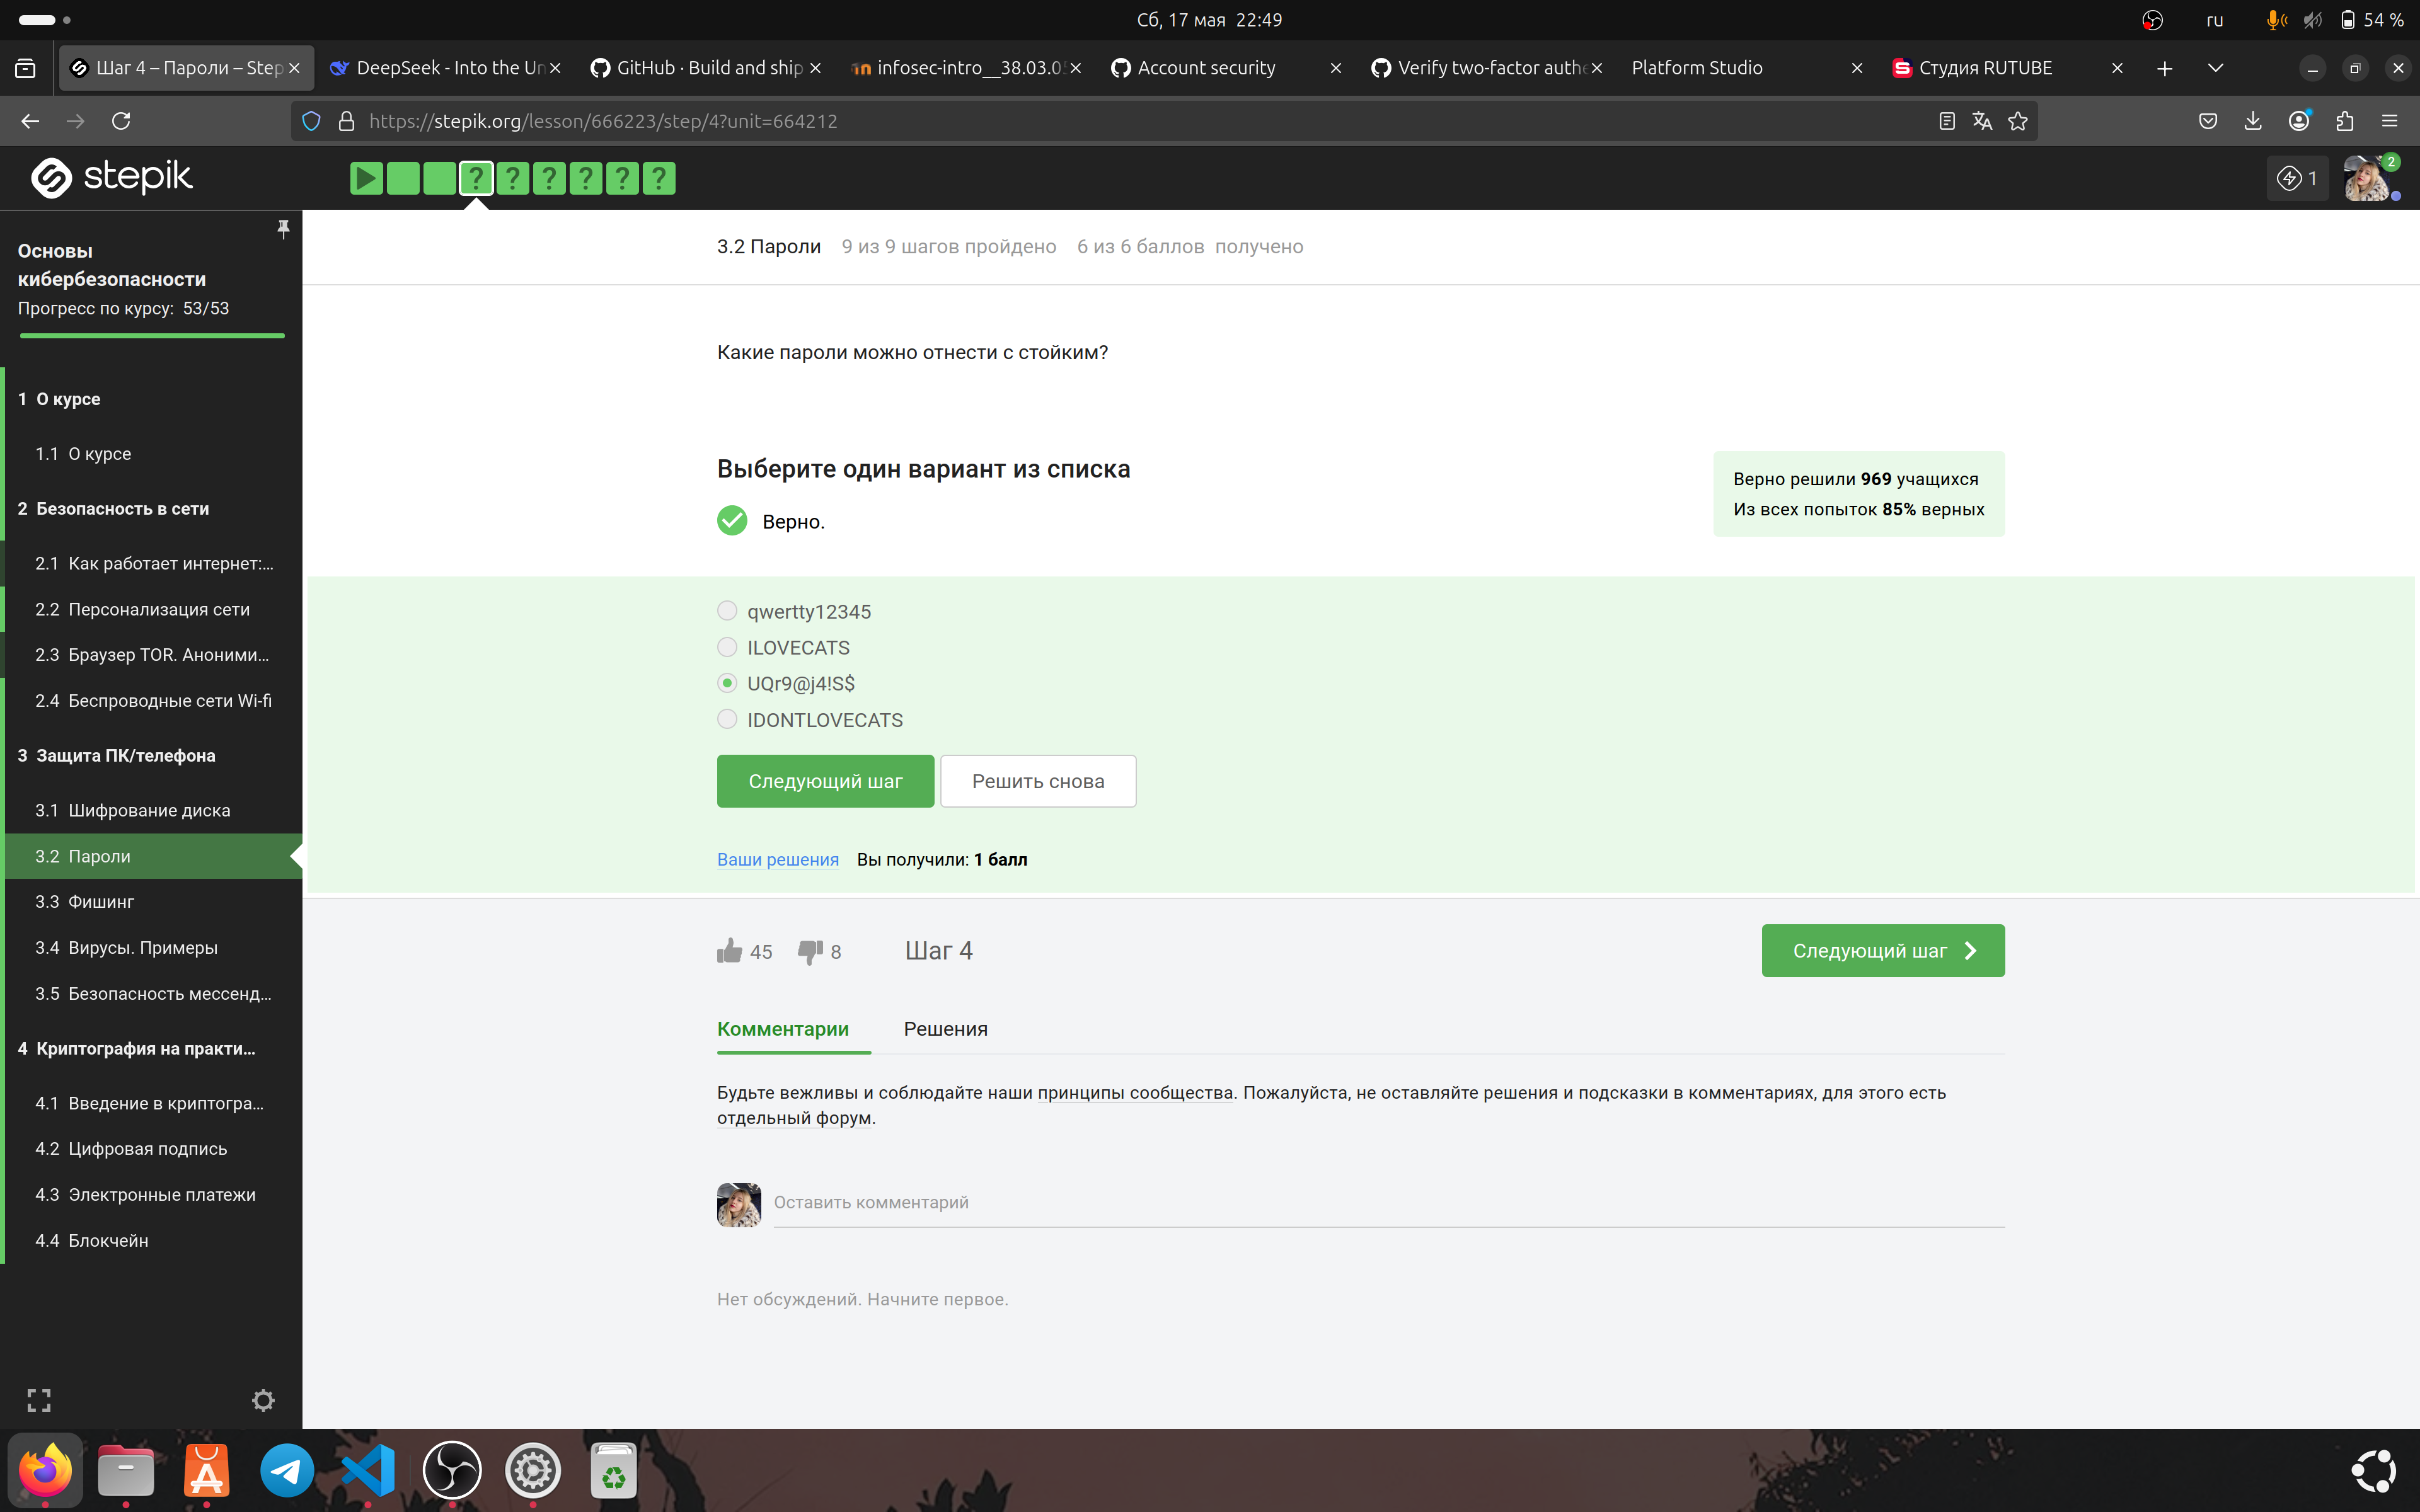 Сб, 17 мая 22:49
ru
54 %
Шаг 4 – Пароли – Step
DeepSeek - Into the Un
GitHub · Build and ship
infosec-intro__38.03.05
Account security
Verify two-factor authe
Platform Studio
Студия RUTUBE
https://stepik.org/lesson/666223/step/4?unit=664212
stepik
1
2
Основы
кибербезопасности
Прогресс по курсу: 53/53
1 О курсе
1.1 О курсе
2 Безопасность в сети
2.1 Как работает интернет:...
2.2 Персонализация сети
2.3 Браузер TOR. Аноними...
2.4 Беспроводные сети Wi-fi
3 Защита ПК/телефона
3.1 Шифрование диска
3.2 Пароли
3.3 Фишинг
3.4 Вирусы. Примеры
3.5 Безопасность мессенд...
4 Криптография на практи...
4.1 Введение в криптогра...
4.2 Цифровая подпись
4.3 Электронные платежи
4.4 Блокчейн
3.2 Пароли 9 из 9 шагов пройдено 6 из 6 баллов получено
Какие пароли можно отнести с стойким?
Выберите один вариант из списка
Верно.
Верно решили 969 учащихся
Из всех попыток 85% верных
qwertty12345
ILOVECATS
UQr9@j4!S$
IDONTLOVECATS
Следующий шаг
Решить снова
Ваши решения Вы получили: 1 балл
45 8 Шаг 4
Следующий шаг
Комментарии Решения
Будьте вежливы и соблюдайте наши принципы сообщества. Пожалуйста, не оставляйте решения и подсказки в комментариях, для этого есть
отдельный форум.
Оставить комментарий
Нет обсуждений. Начните первое.